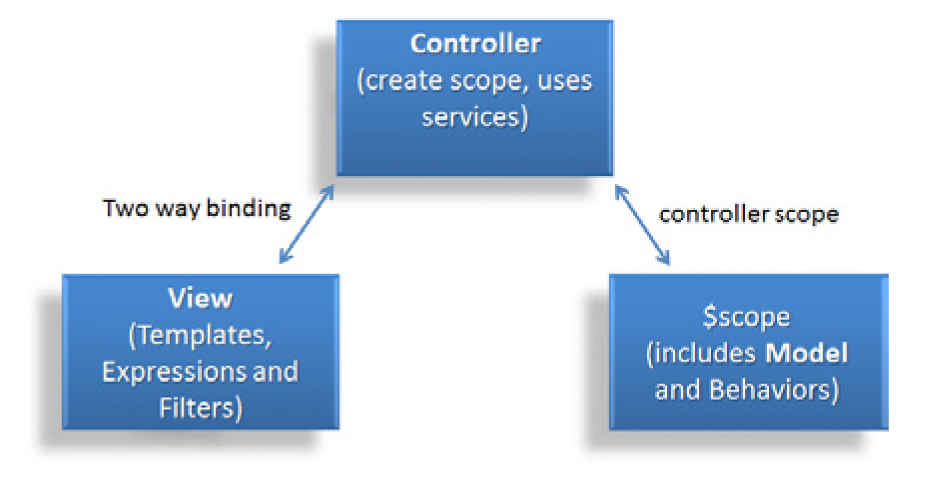 Controller
(create scope, uses
services)
Two way binding
controller scope
View
(Templates,
Expressions and
Filters)
$scope
(includes Model
and Behaviors)